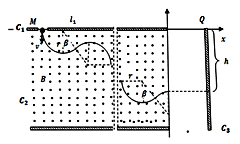 M l₁ Q X
C₁
v r β
B r h
β
C₂ C₃